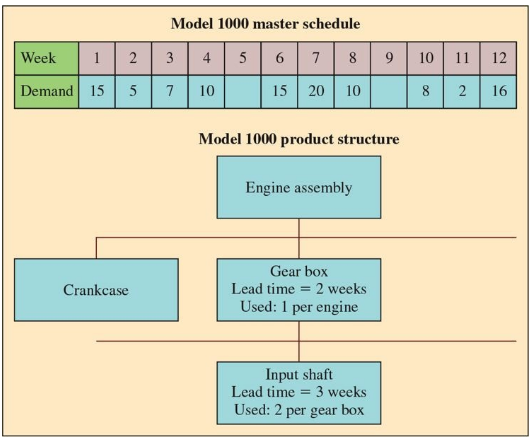 Model 1000 master schedule
Week 1 2 3 4 5 6 7 8 9 10 11 12
Demand 15 5 7 10 15 20 10 8 2 16
Model 1000 product structure
Engine assembly
Crankcase
Gear box
Lead time = 2 weeks
Used: 1 per engine
Input shaft
Lead time = 3 weeks
Used: 2 per gear box